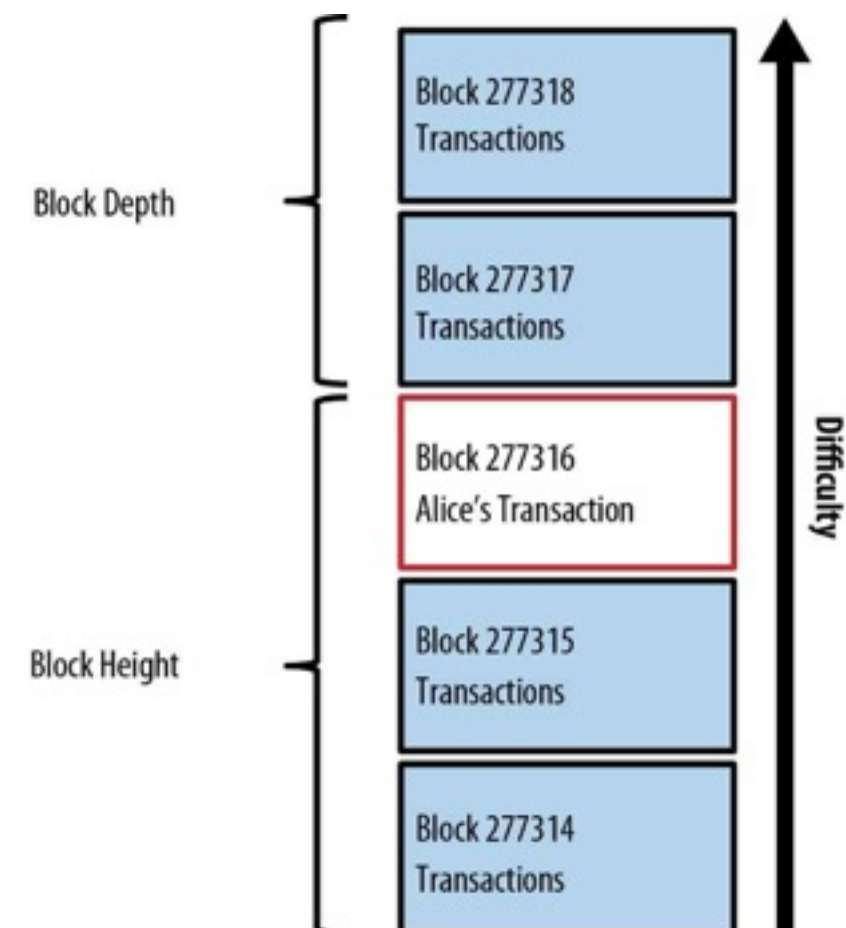 Block 277318
Transactions
Block Depth
Block 277317
Transactions
Block 277316
Alice's Transaction
Difficulty
Block 277315
Transactions
Block Height
Block 277314
Transactions